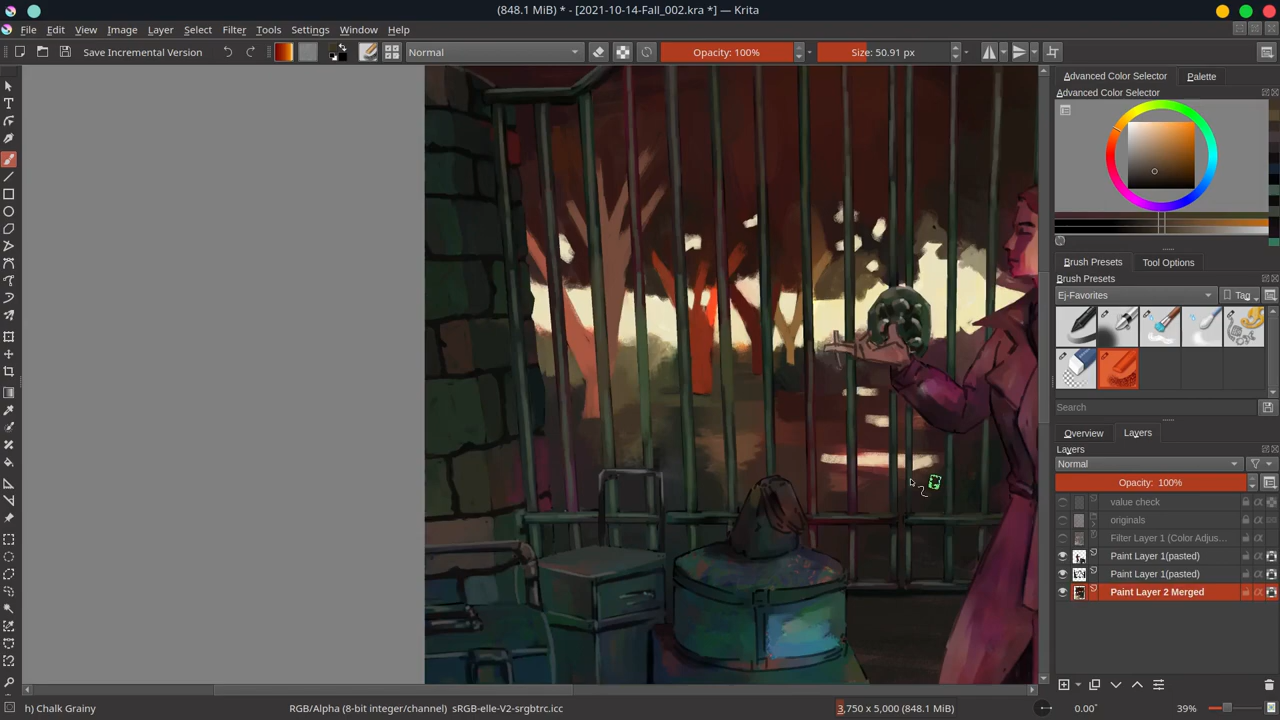 (848.1 MiB) * - [2021-10-14-Fall_002.kra *] — Krita
File Edit View Image Layer Select Filter Tools Settings Window Help
Save Incremental Version Normal Opacity: 100% Size: 50.91 px
Advanced Color Selector Palette
Advanced Color Selector
Brush Presets Tool Options
Brush Presets
Ej-Favorites Tag
Search
Overview Layers
Layers
Normal
Opacity: 100%
value check
originals
Filter Layer 1 (Color Adjus...
Paint Layer 1(pasted)
Paint Layer 1(pasted)
Paint Layer 2 Merged
h) Chalk Grainy RGB/Alpha (8-bit integer/channel) sRGB-elle-V2-srgbtrc.icc 3,750 x 5,000 (848.1 MiB) 0.00° 39%